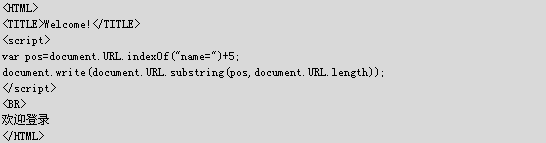 <HTML>
<TITLE>Welcome!</TITLE>
<script>
var pos=document.URL.indexOf("name=")+5;
document.write(document.URL.substring(pos,document.URL.length));
</script>
<BR>
欢迎登录
</HTML>